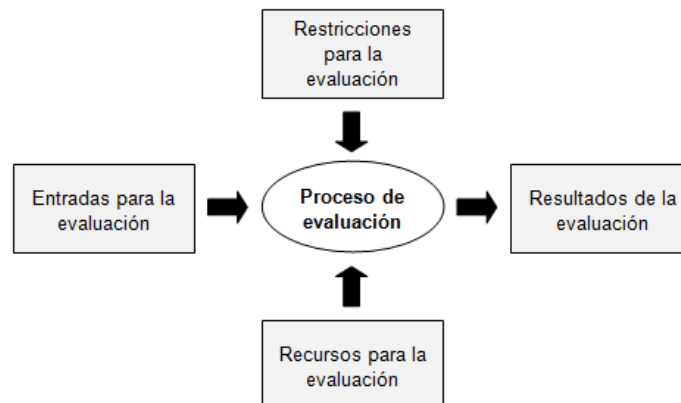 Restricciones
para la
evaluación
Entradas para la
evaluación
Proceso de
evaluación
Resultados de la
evaluación
Recursos para la
evaluación